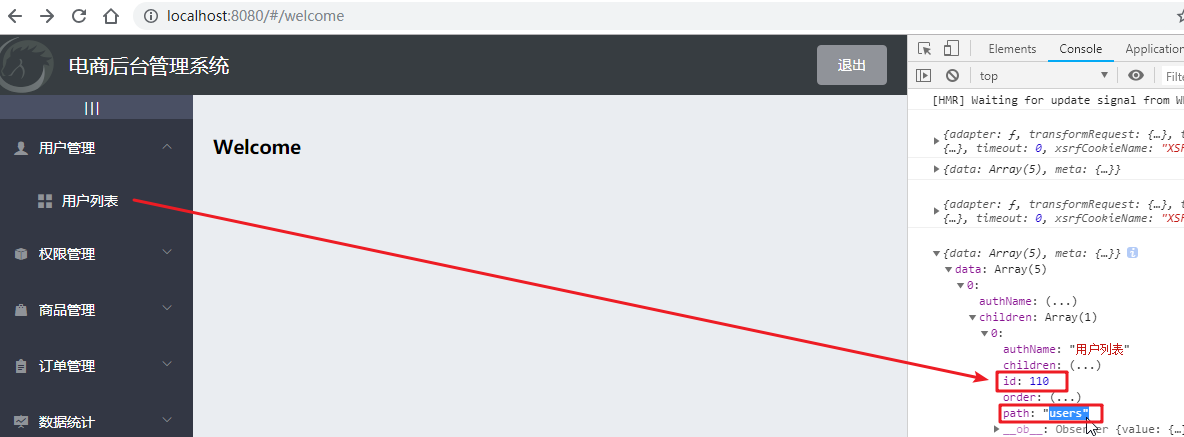 localhost:8080/#/welcome
电商后台管理系统
退出
|||
用户管理
用户列表
权限管理
商品管理
订单管理
数据统计
Welcome
Elements Console Application
top Filte
[HMR] Waiting for update signal from W
{adapter: ƒ, transformRequest: {…}, t
{…}, timeout: 0, xsrfCookieName: "XSR
{data: Array(5), meta: {…}}
{adapter: ƒ, transformRequest: {…}, t
{…}, timeout: 0, xsrfCookieName: "XSR
{data: Array(5), meta: {…}} i
data: Array(5)
0:
authName: (...)
children: Array(1)
0:
authName: "用户列表"
children: (...)
id: 110
order: (...)
path: "users"
__ob__: Observer {value: {…